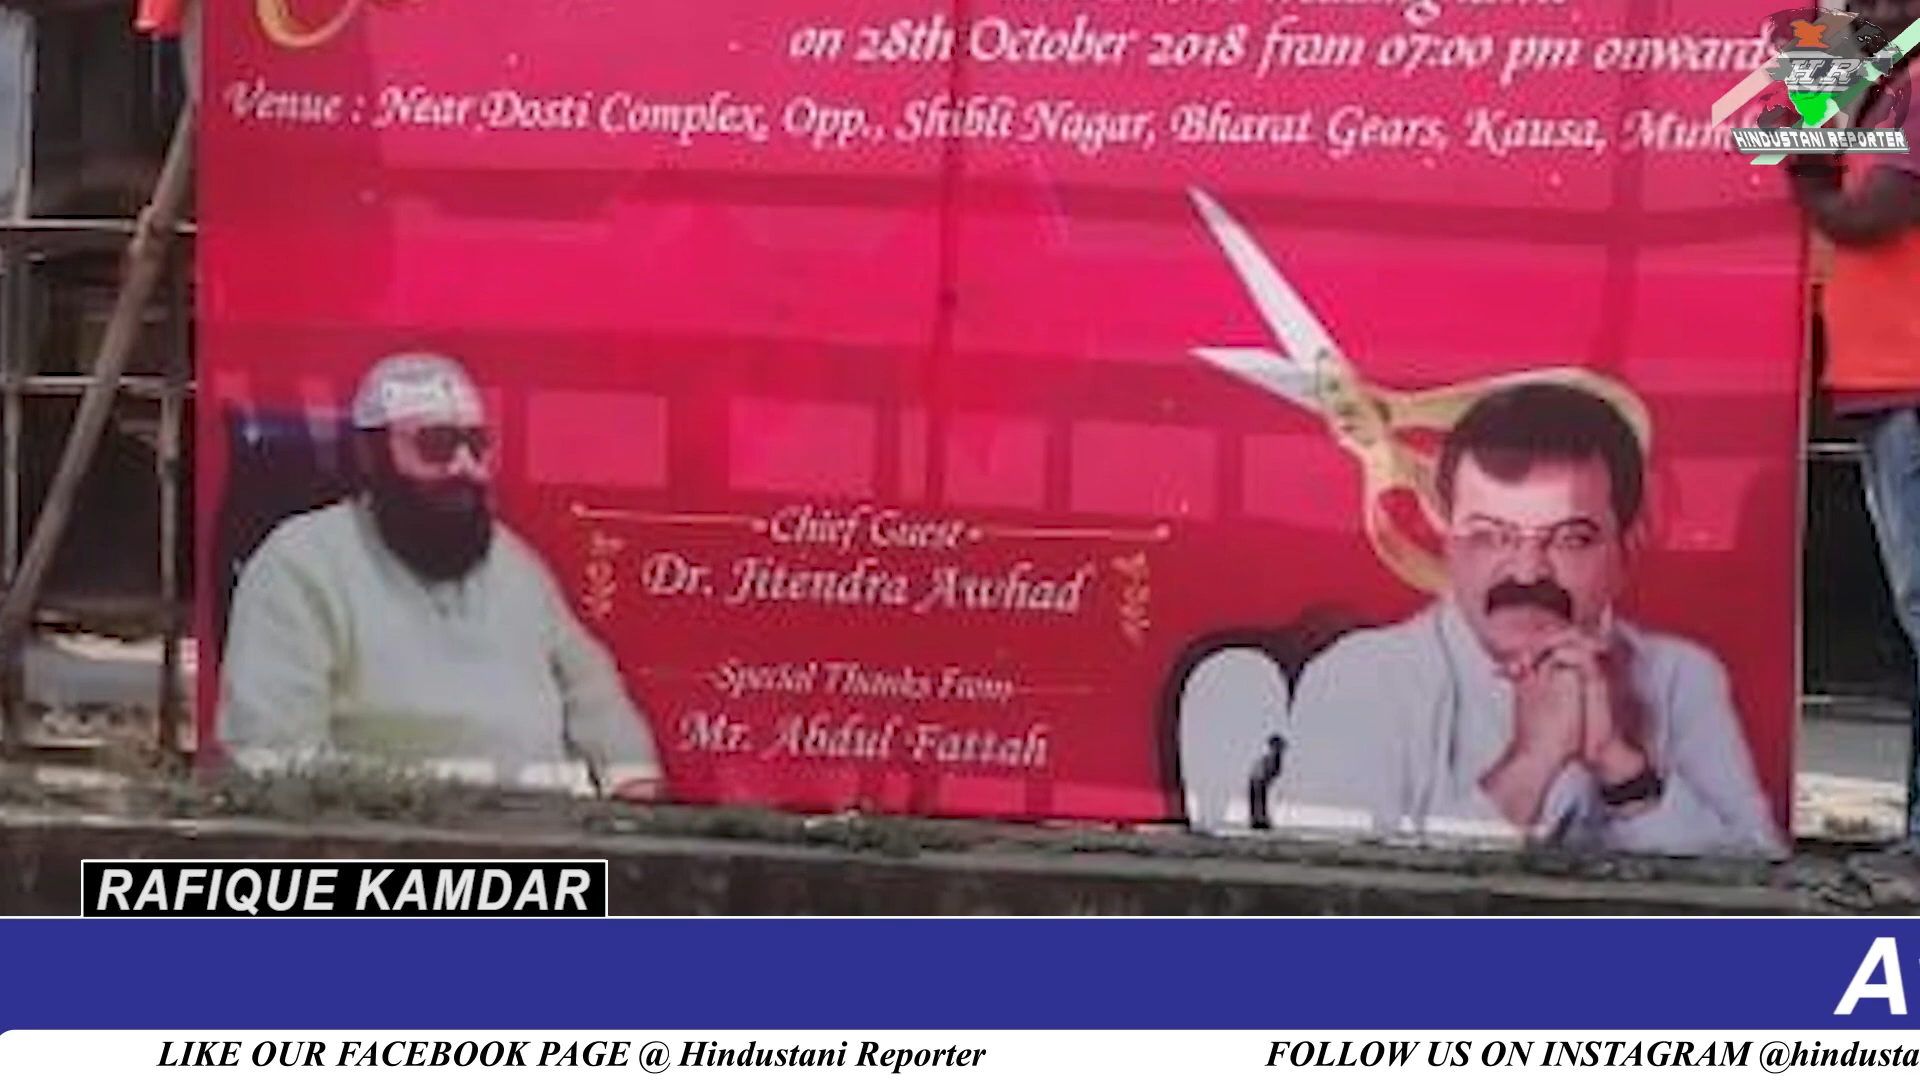 on 28th October 2018 from 07:00 pm onwards
Venue : Near Dosti Complex, Opp., Shibli Nagar, Bharat Gears, Kausa,
HR
HINDUSTANI REPORTER
Chief Guest
Dr. Jitendra Awhad
Special Thanks From
Mr. Abdul Fattah
RAFIQUE KAMDAR
A
LIKE OUR FACEBOOK PAGE @ Hindustani Reporter
FOLLOW US ON INSTAGRAM @hindusta